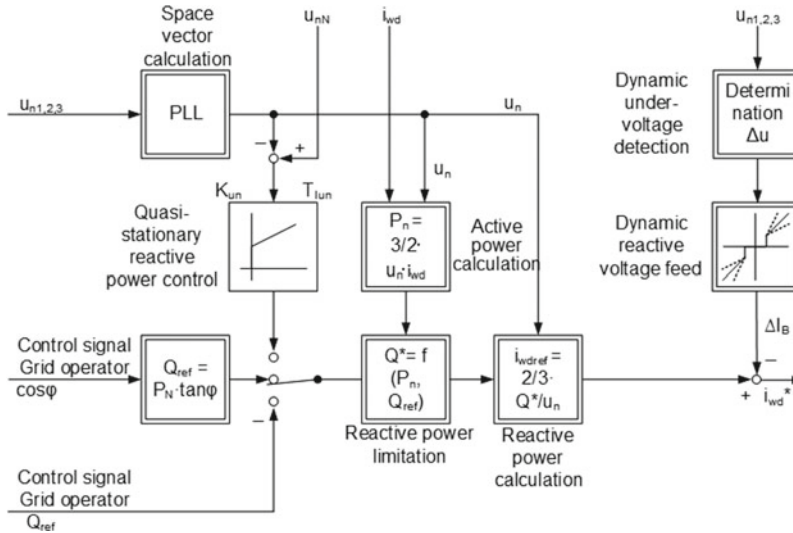 Space
vector
calculation
u_nN
i_wd
u_n1,2,3
u_n1,2,3
PLL
u_n
Dynamic
under-
voltage
detection
Determi
nation
Δu
−
+
u_n
K_un
T_Iun
Quasi-
stationary
reactive
power control
P_n =
3/2·
u_n·i_wd
Active
power
calculation
Dynamic
reactive
voltage feed
ΔI_B
Control signal
Grid operator
cosφ
Q_ref =
P_N·tanφ
Q*= f
(P_n,
Q_ref)
i_wdref =
2/3·
Q*/u_n
−
+
i_wd*
−
Reactive power
limitation
Reactive
power
calculation
Control signal
Grid operator
Q_ref